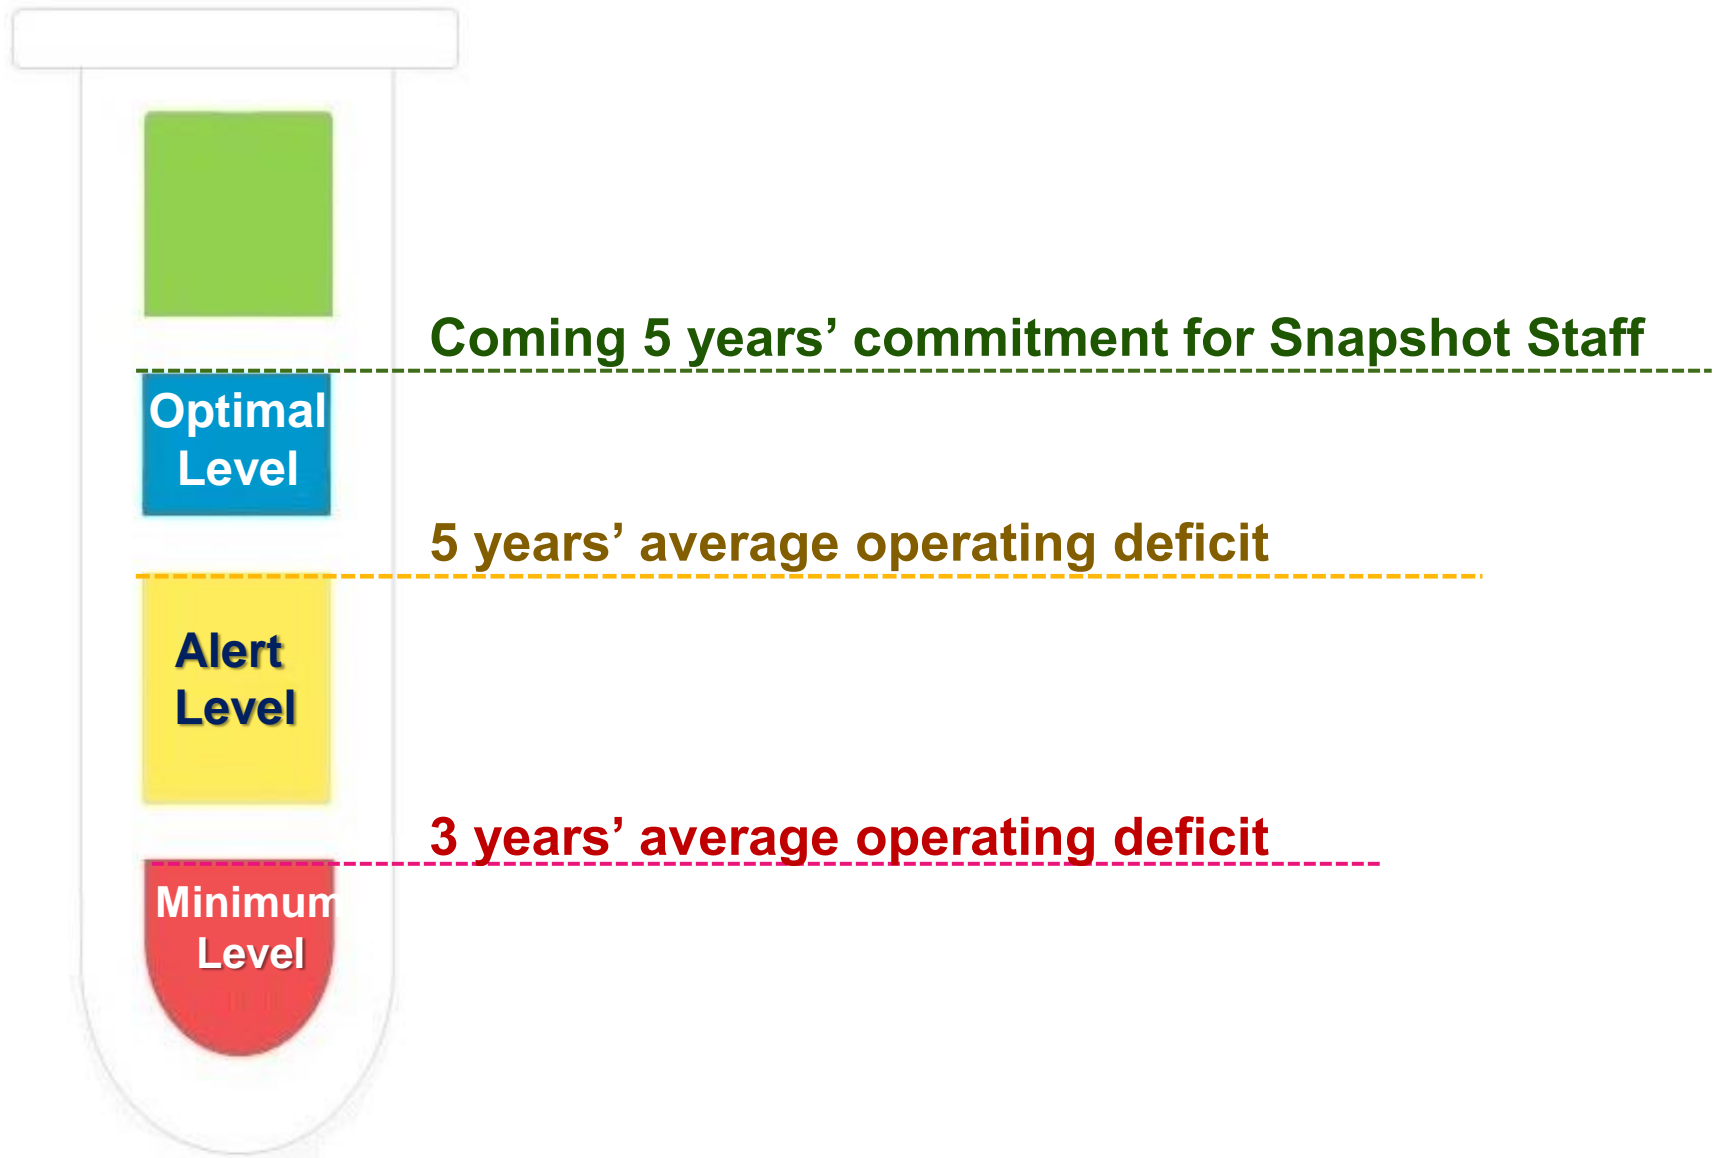 Coming 5 years’ commitment for Snapshot Staff
Optimal
Level
5 years’ average operating deficit
Alert
Level
3 years’ average operating deficit
Minimum
Level